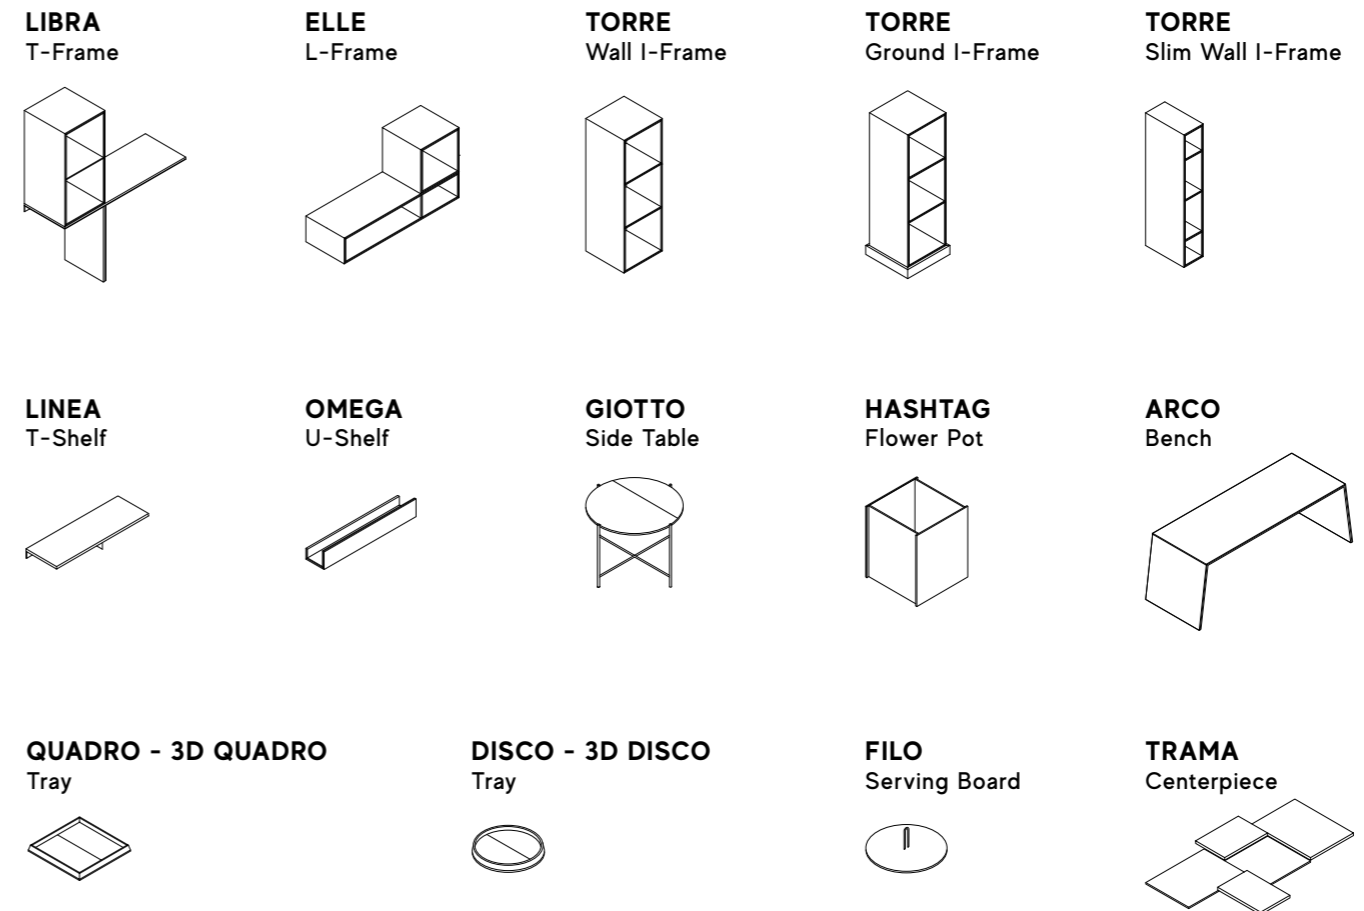 LIBRA
T-Frame
ELLE
L-Frame
TORRE
Wall I-Frame
TORRE
Ground I-Frame
TORRE
Slim Wall I-Frame
LINEA
T-Shelf
OMEGA
U-Shelf
GIOTTO
Side Table
HASHTAG
Flower Pot
ARCO
Bench
QUADRO - 3D QUADRO
Tray
DISCO - 3D DISCO
Tray
FILO
Serving Board
TRAMA
Centerpiece